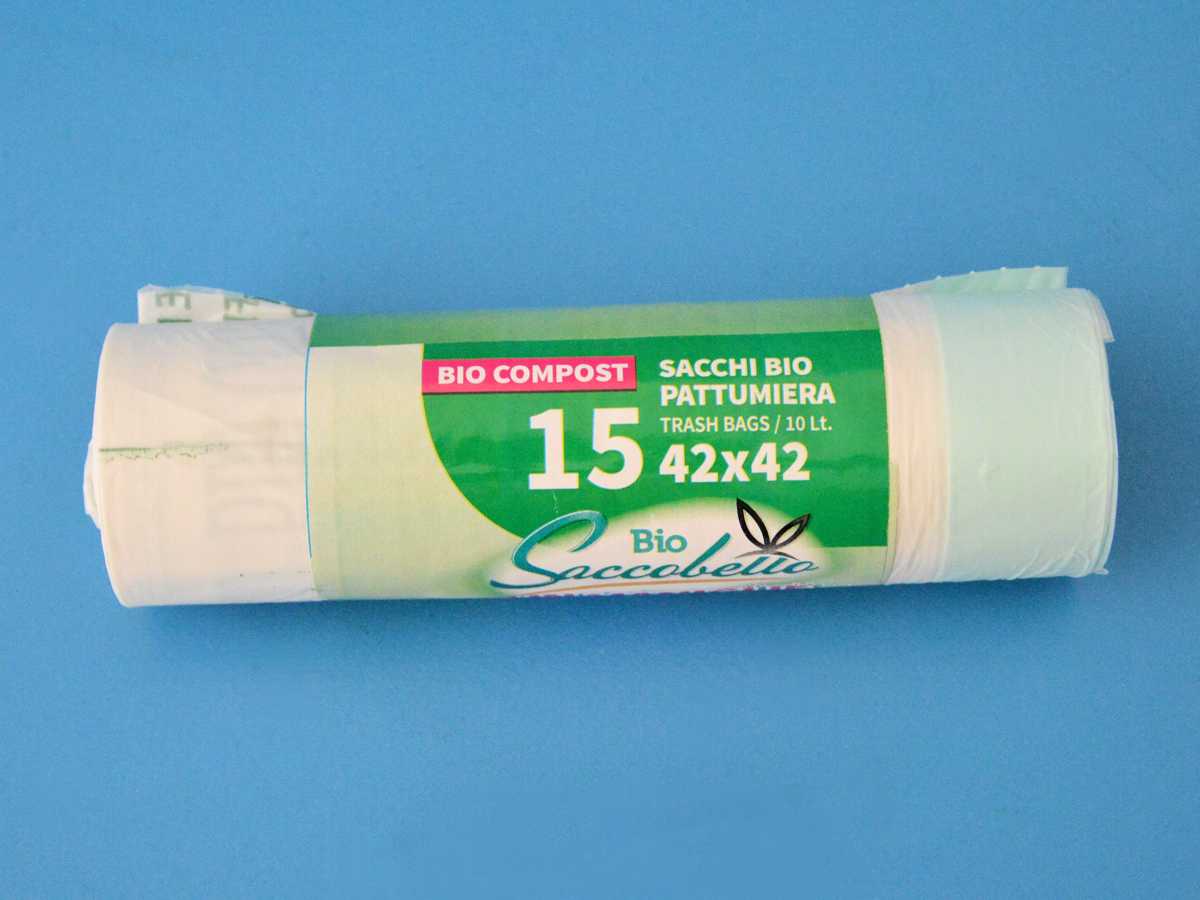 BIO COMPOST
15
SACCHI BIO
PATTUMIERA
TRASH BAGS / 10 Lt.
42x42
Bio
Saccobello